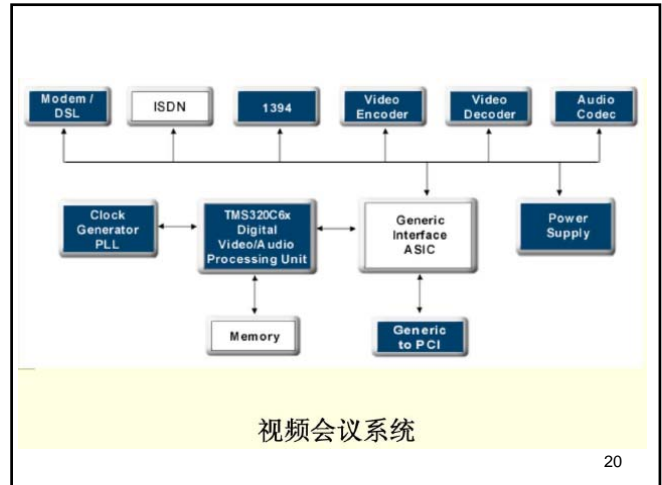 Modem /
DSL
ISDN
1394
Video
Encoder
Video
Decoder
Audio
Codec
Clock
Generator
PLL
TMS320C6x
Digital
Video/Audio
Processing Unit
Generic
Interface
ASIC
Power
Supply
Memory
Generic
to PCI
视频会议系统
20